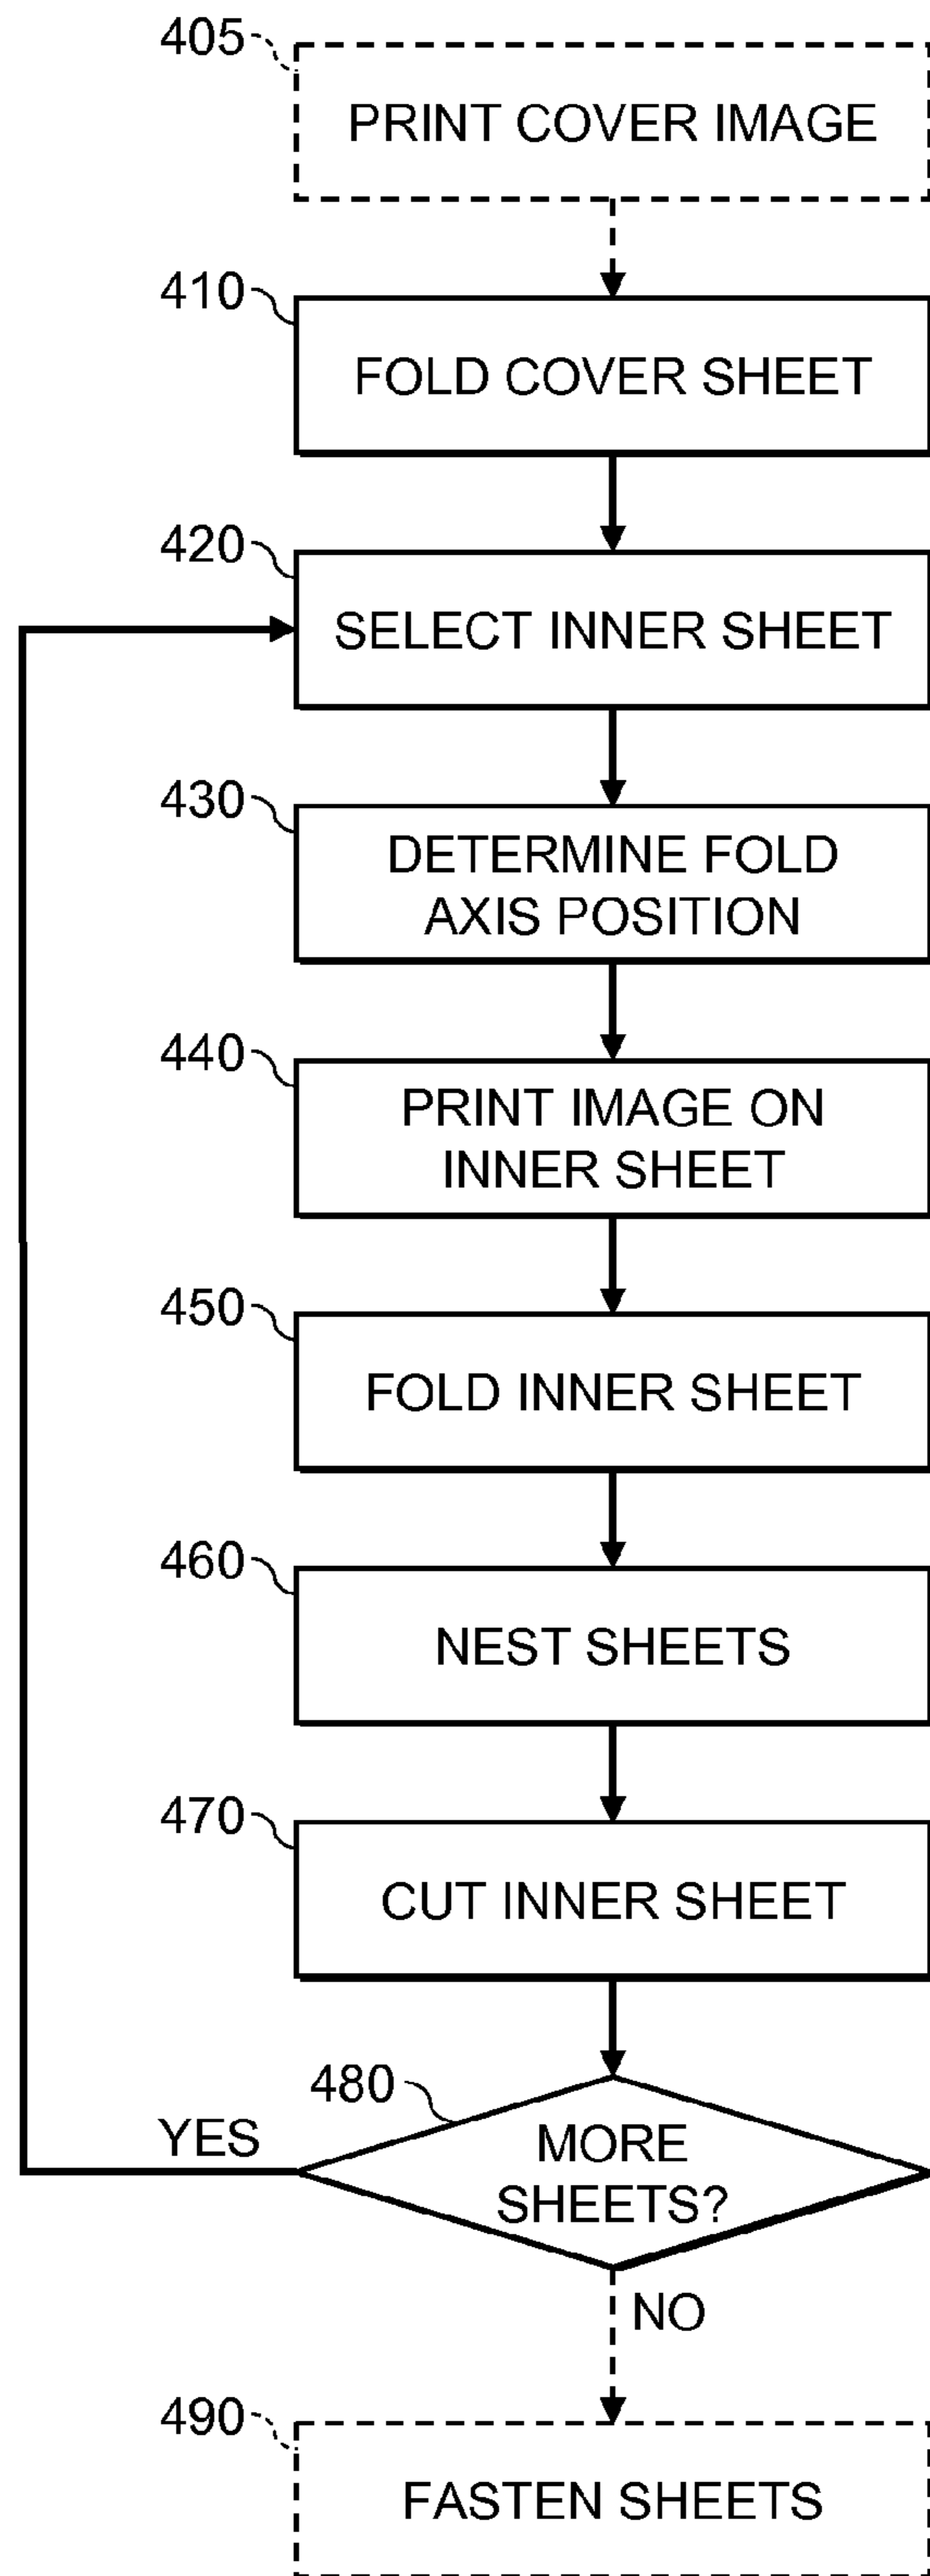 405
PRINT COVER IMAGE
410
FOLD COVER SHEET
420
SELECT INNER SHEET
430
DETERMINE FOLD
AXIS POSITION
440
PRINT IMAGE ON
INNER SHEET
450
FOLD INNER SHEET
460
NEST SHEETS
470
CUT INNER SHEET
480
YES
MORE
SHEETS?
NO
490
FASTEN SHEETS